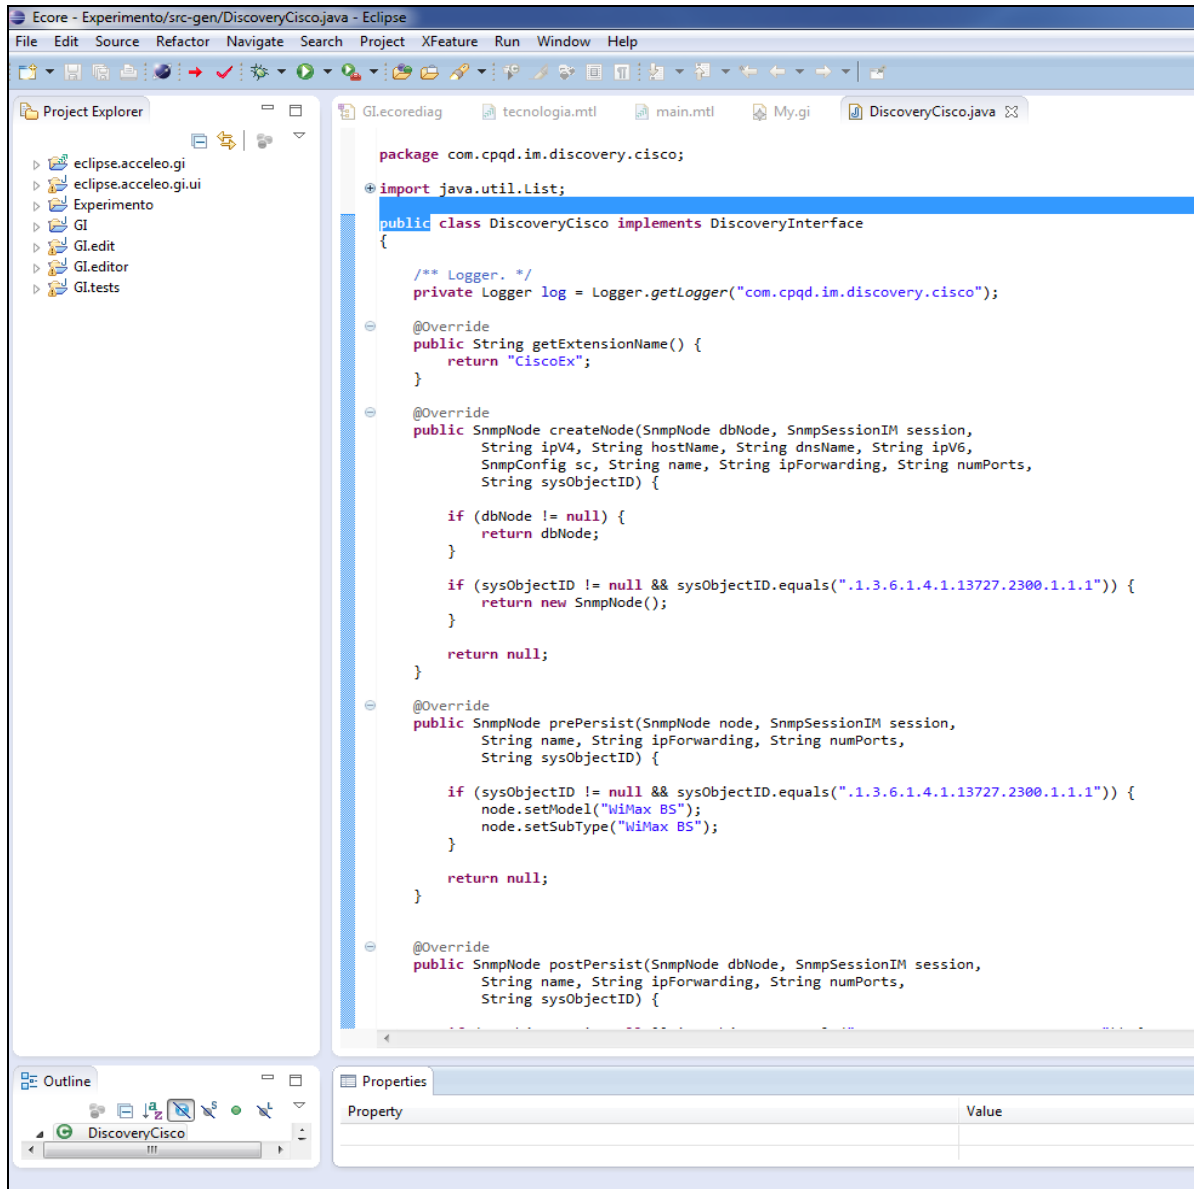 Ecore - Experimento/src-gen/DiscoveryCisco.java - Eclipse
File Edit Source Refactor Navigate Search Project XFeature Run Window Help
Project Explorer
eclipse.acceleo.gi
eclipse.acceleo.gi.ui
Experimento
GI
GI.edit
GI.editor
GI.tests
GI.ecorediag tecnologia.mtl main.mtl My.gi DiscoveryCisco.java
package com.cpqd.im.discovery.cisco;
import java.util.List;
public class DiscoveryCisco implements DiscoveryInterface
{
/** Logger. */
private Logger log = Logger.getLogger("com.cpqd.im.discovery.cisco");
@Override
public String getExtensionName() {
return "CiscoEx";
}
@Override
public SnmpNode createNode(SnmpNode dbNode, SnmpSessionIM session,
String ipV4, String hostName, String dnsName, String ipV6,
SnmpConfig sc, String name, String ipForwarding, String numPorts,
String sysObjectID) {
if (dbNode != null) {
return dbNode;
}
if (sysObjectID != null && sysObjectID.equals(".1.3.6.1.4.1.13727.2300.1.1.1")) {
return new SnmpNode();
}
return null;
}
@Override
public SnmpNode prePersist(SnmpNode node, SnmpSessionIM session,
String name, String ipForwarding, String numPorts,
String sysObjectID) {
if (sysObjectID != null && sysObjectID.equals(".1.3.6.1.4.1.13727.2300.1.1.1")) {
node.setModel("WiMax BS");
node.setSubType("WiMax BS");
}
return null;
}
@Override
public SnmpNode postPersist(SnmpNode dbNode, SnmpSessionIM session,
String name, String ipForwarding, String numPorts,
String sysObjectID) {
Outline
DiscoveryCisco
Properties
Property Value